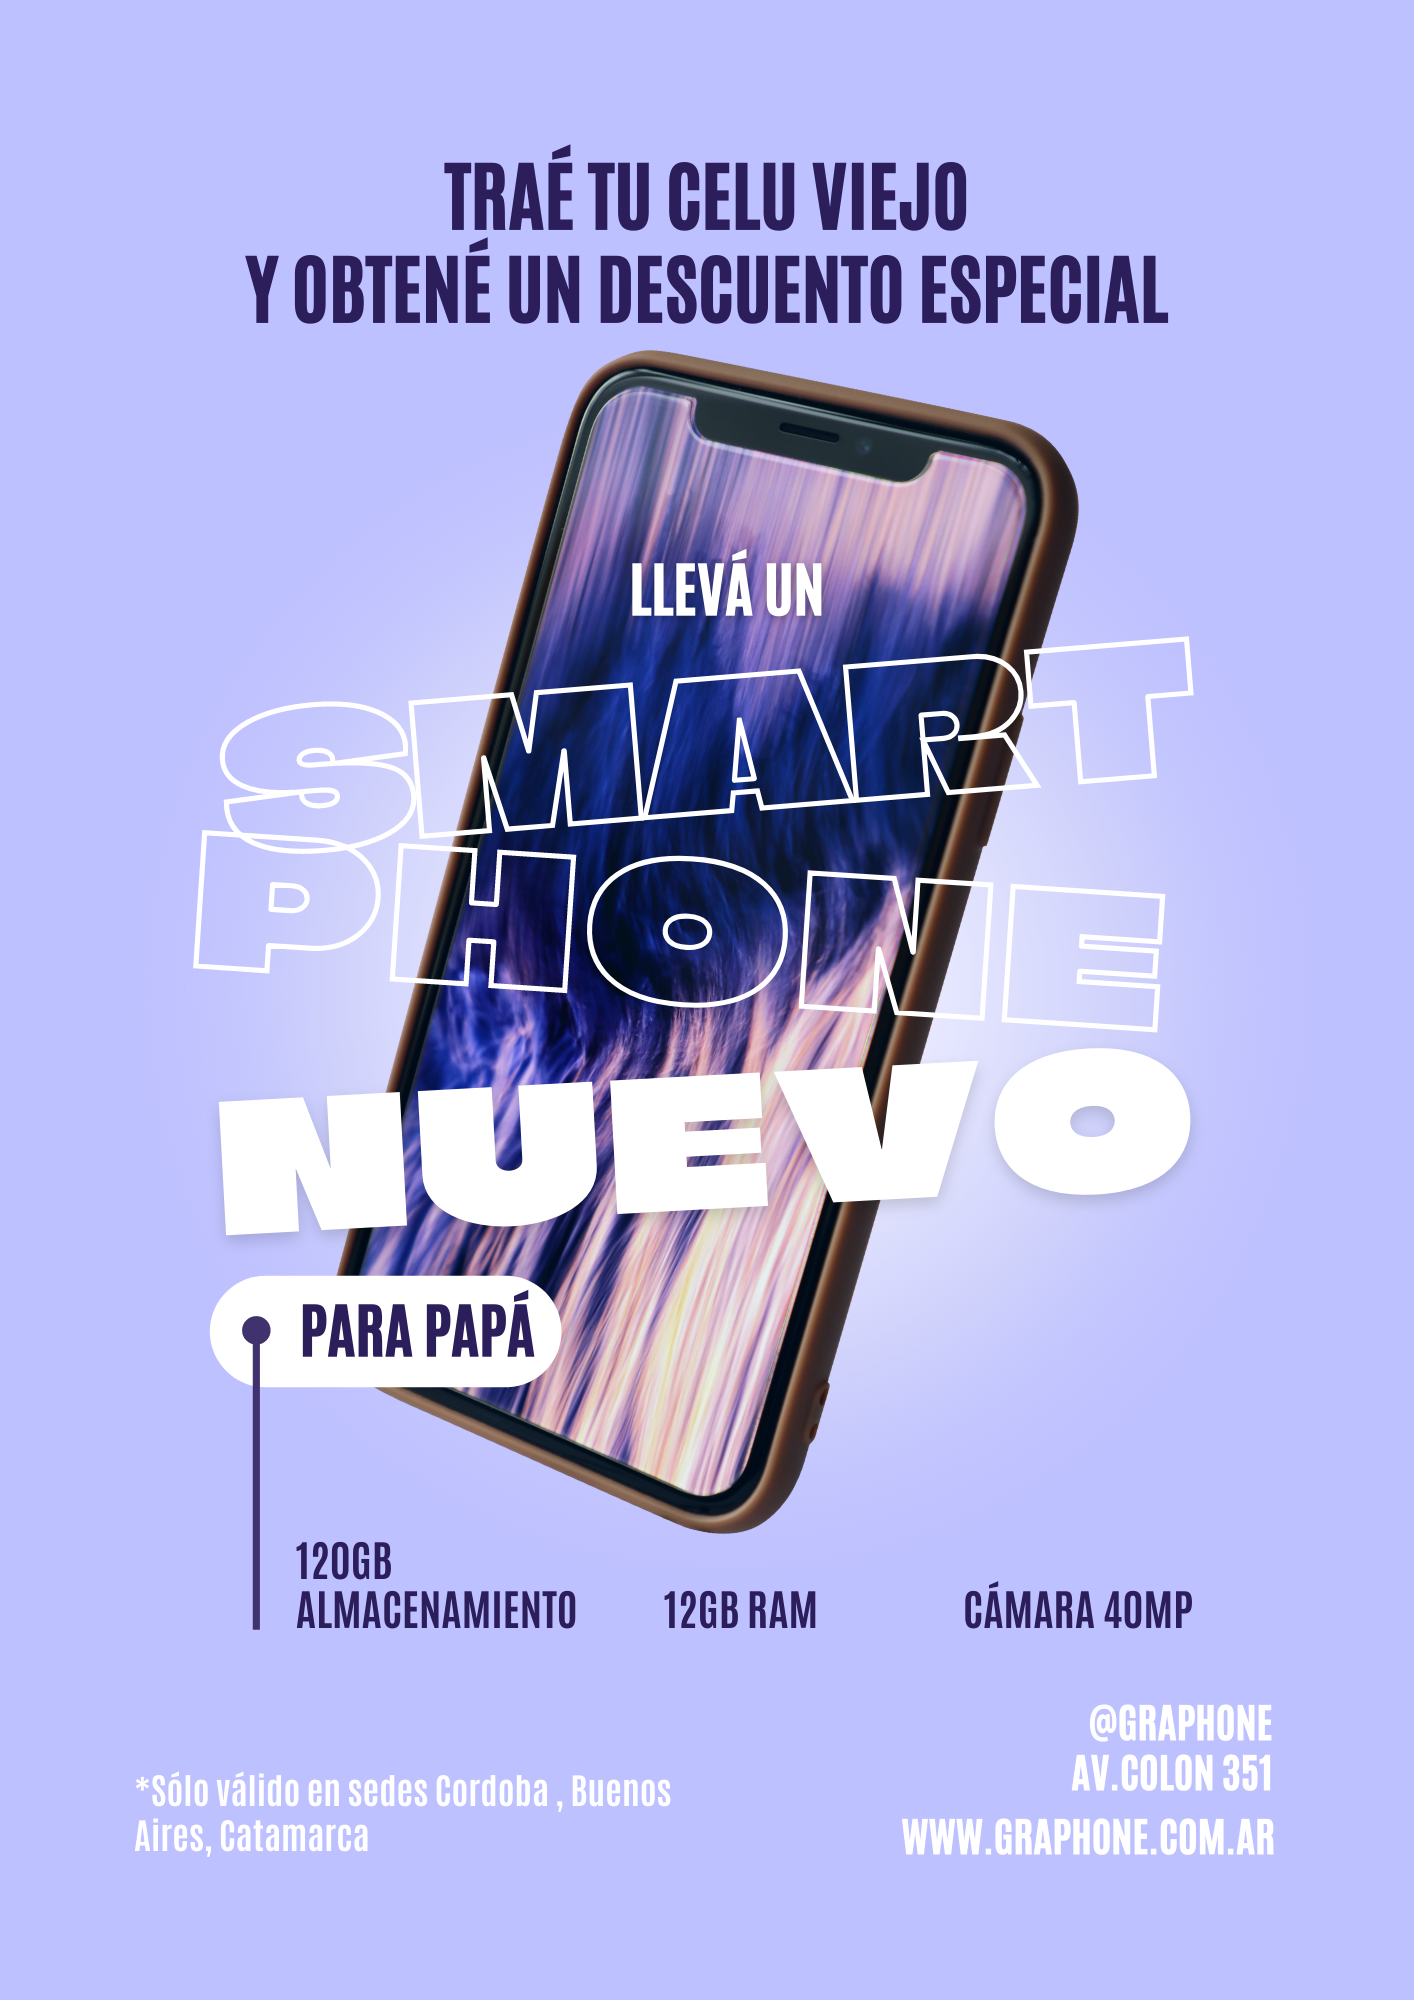 TRAÉ TU CELU VIEJO
Y OBTENÉ UN DESCUENTO ESPECIAL
LLEVÁ UN
SMART
PHONE
NUEVO
PARA PAPÁ
120GB
ALMACENAMIENTO
12GB RAM
CÁMARA 40MP
@GRAPHONE
AV.COLON 351
WWW.GRAPHONE.COM.AR
*Sólo válido en sedes Cordoba , Buenos
Aires, Catamarca